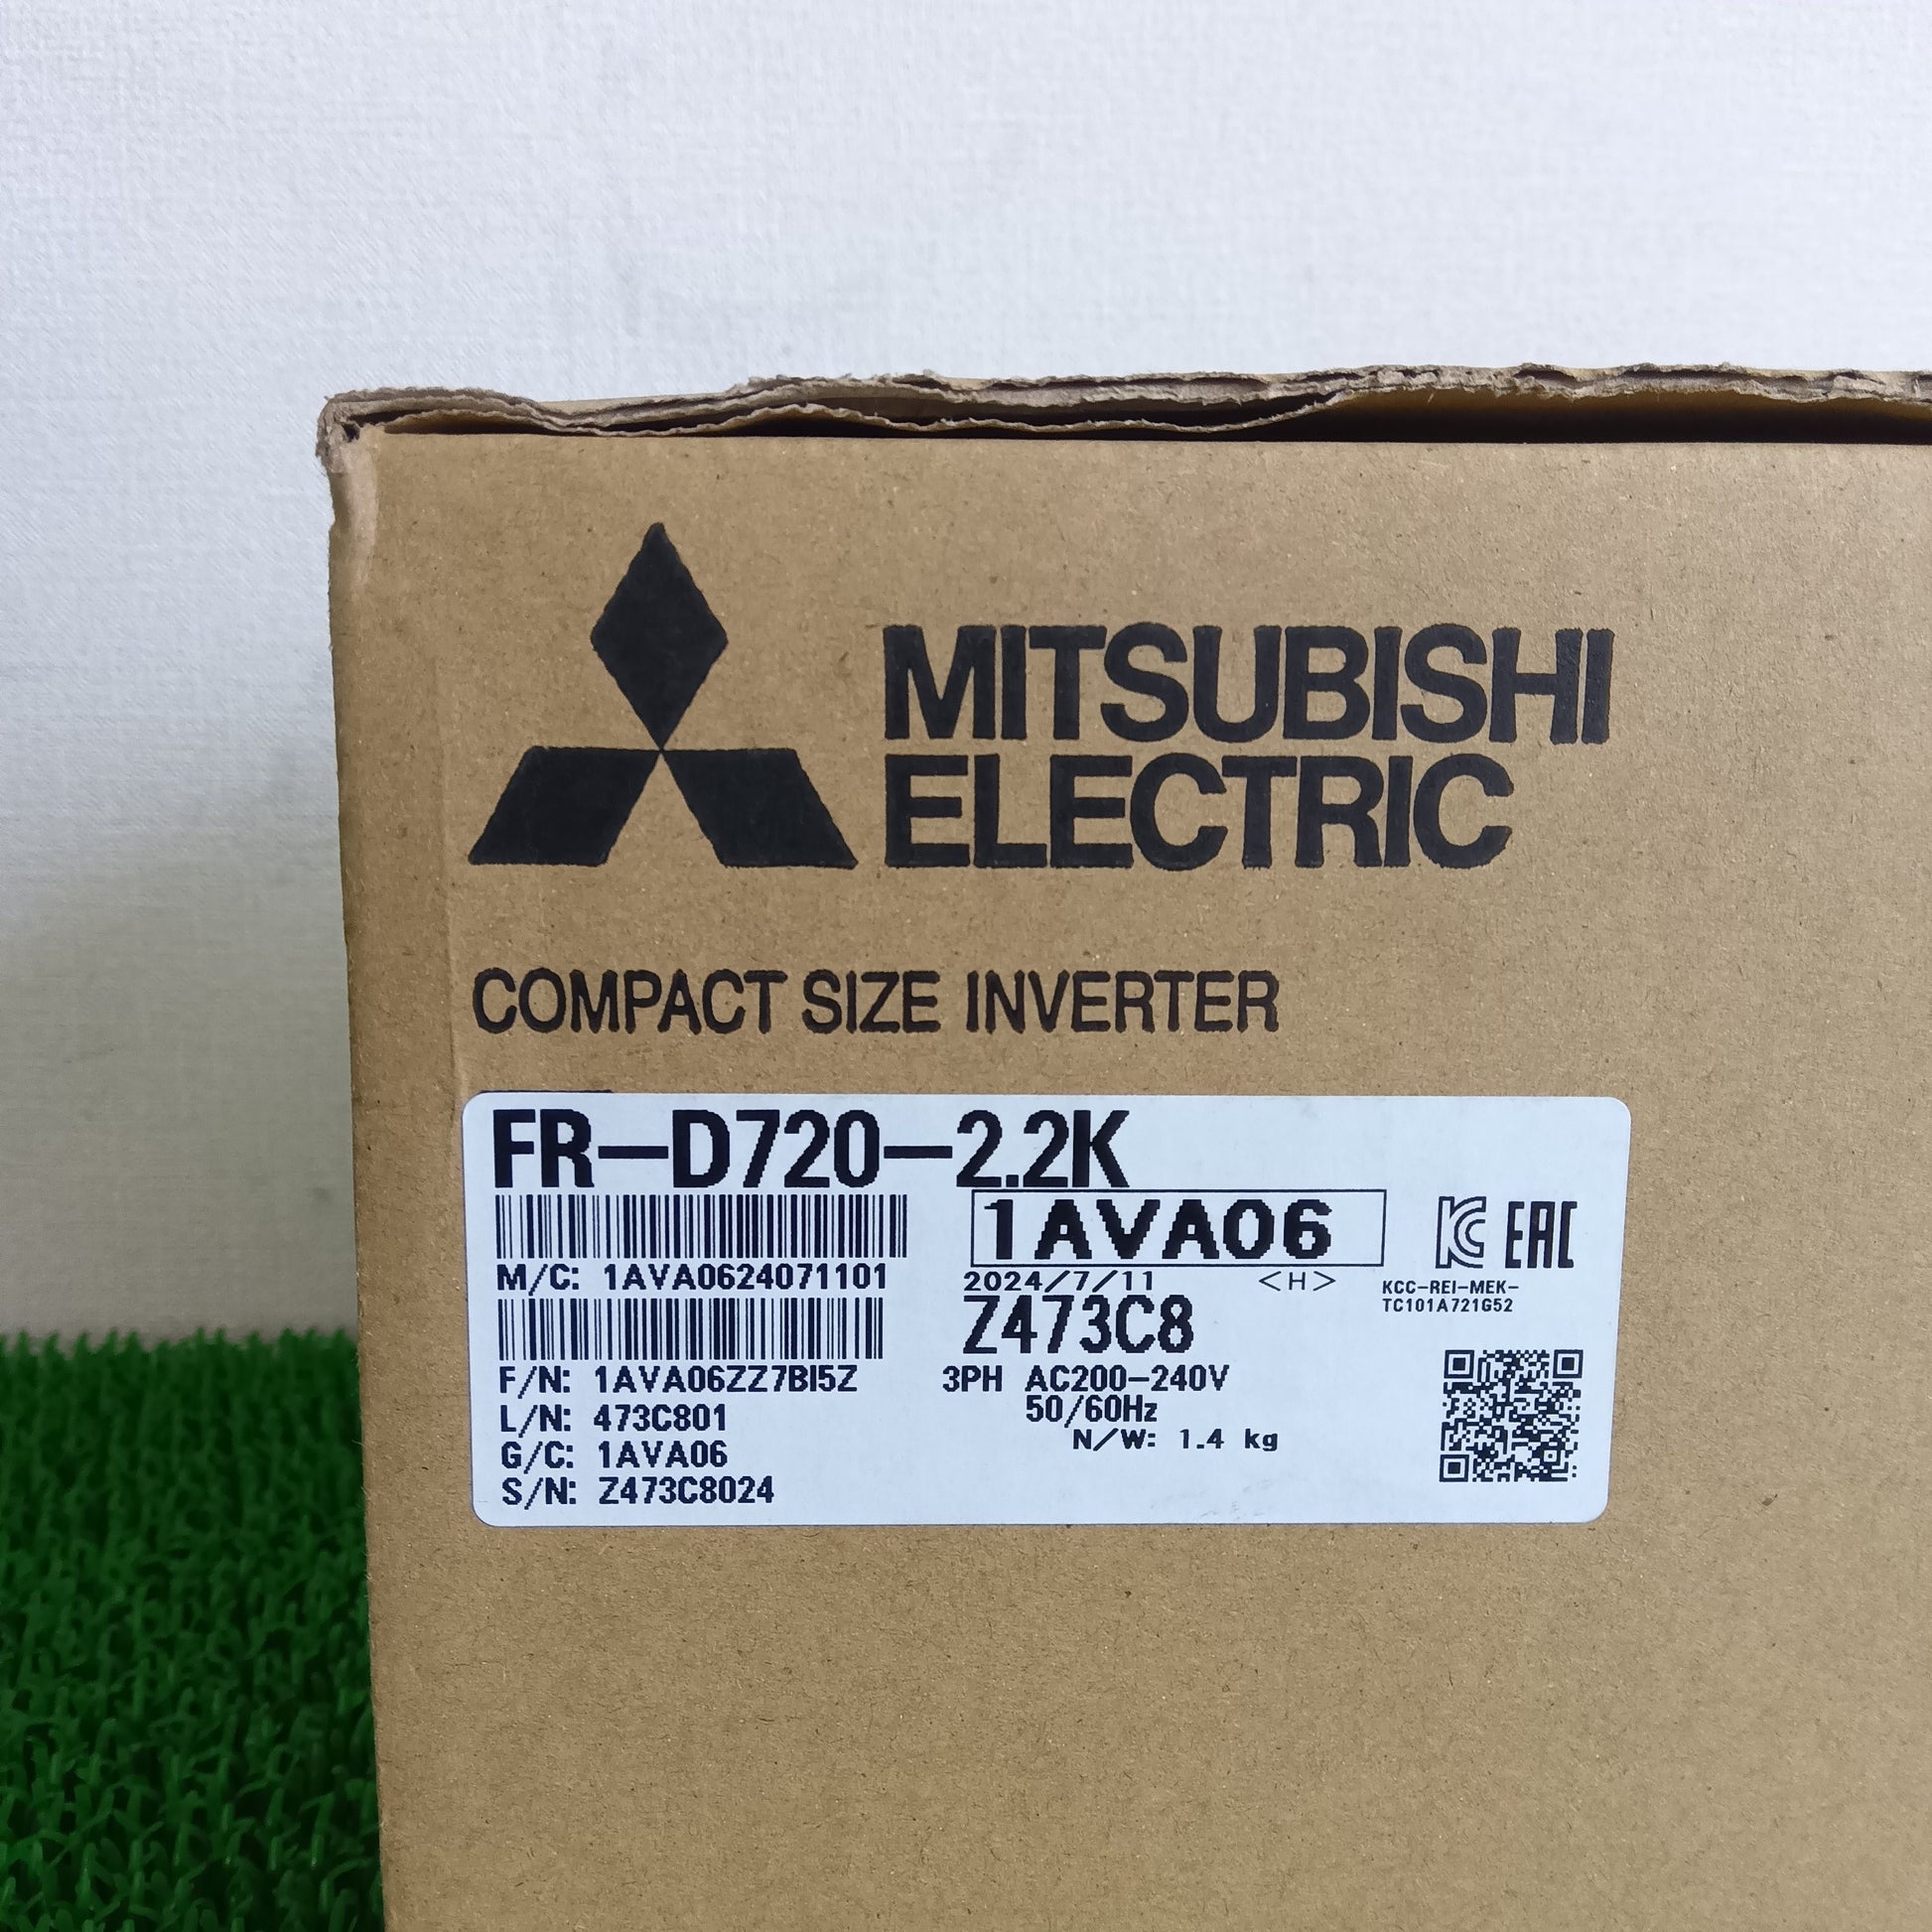 MITSUBISHI
ELECTRIC
COMPACT SIZE INVERTER
FR-D720-2.2K
1AVA06
M/C: 1AVA0624071101
2024/7/11 <H>
KCC-REI-MEK-
TC101A721G52
EAC
Z473C8
F/N: 1AVA06ZZ7BI5Z
3PH AC200-240V
L/N: 473C801
50/60Hz
G/C: 1AVA06
N/W: 1.4 kg
S/N: Z473C8024